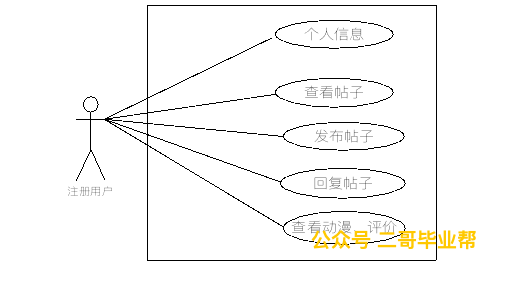 个人信息
查看帖子
发布帖子
回复帖子
注册用户
查看动漫 评价
公众号 二哥毕业帮